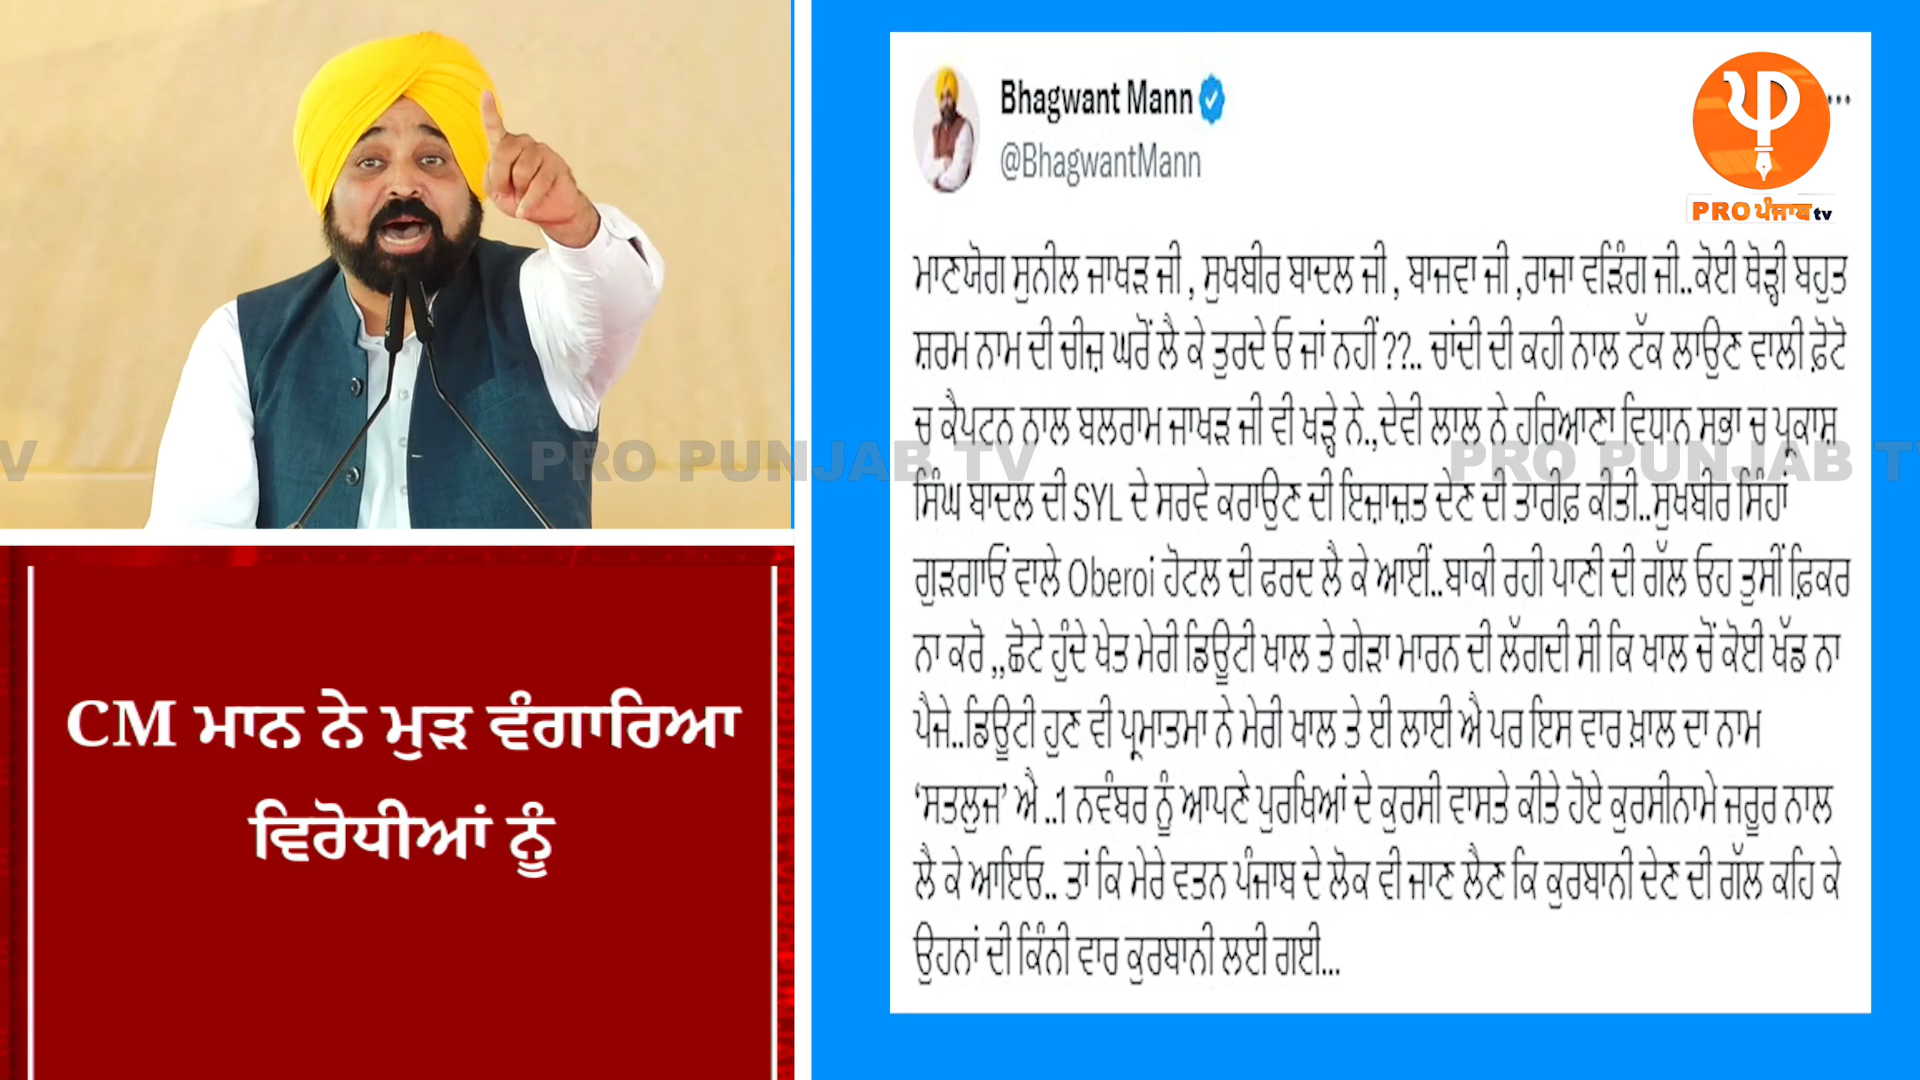 Bhagwant Mann
@BhagwantMann
PRO ਪੰਜਾਬ tv
ਮਾਣਯੋਗ ਸੁਨੀਲ ਜਾਖੜ ਜੀ , ਸੁਖਬੀਰ ਬਾਦਲ ਜੀ , ਬਾਜਵਾ ਜੀ ,ਰਾਜਾ ਵੜਿੰਗ ਜੀ..ਕੋਈ ਥੋੜ੍ਹੀ ਬਹੁਤ
ਸ਼ਰਮ ਨਾਮ ਦੀ ਚੀਜ਼ ਘਰੋਂ ਲੈ ਕੇ ਤੁਰਦੇ ਓ ਜਾਂ ਨਹੀਂ ??.. ਚਾਂਦੀ ਦੀ ਕਹੀ ਨਾਲ ਟੱਕ ਲਾਉਣ ਵਾਲੀ ਫ਼ੋਟੋ
ਚ ਕੈਪਟਨ ਨਾਲ ਬਲਰਾਮ ਜਾਖੜ ਜੀ ਵੀ ਖੜ੍ਹੇ ਨੇ.,ਦੇਵੀ ਲਾਲ ਨੇ ਹਰਿਆਣਾ ਵਿਧਾਨ ਸਭਾ ਚ ਪ੍ਰਕਾਸ਼
ਸਿੰਘ ਬਾਦਲ ਦੀ SYL ਦੇ ਸਰਵੇ ਕਰਾਉਣ ਦੀ ਇਜ਼ਾਜ਼ਤ ਦੇਣ ਦੀ ਤਾਰੀਫ਼ ਕੀਤੀ..ਸੁਖਬੀਰ ਸਿੰਹਾਂ
ਗੁੜਗਾਓਂ ਵਾਲੇ Oberoi ਹੋਟਲ ਦੀ ਫਰਦ ਲੈ ਕੇ ਆਈਂ..ਬਾਕੀ ਰਹੀ ਪਾਣੀ ਦੀ ਗੱਲ ਓਹ ਤੁਸੀਂ ਫ਼ਿਕਰ
ਨਾ ਕਰੋ ,,ਛੋਟੇ ਹੁੰਦੇ ਖੇਤ ਮੇਰੀ ਡਿਊਟੀ ਖਾਲ ਤੇ ਗੇੜਾ ਮਾਰਨ ਦੀ ਲੱਗਦੀ ਸੀ ਕਿ ਖਾਲ ਚੋਂ ਕੋਈ ਖੱਡ ਨਾ
ਪੈਜੇ..ਡਿਊਟੀ ਹੁਣ ਵੀ ਪ੍ਰਮਾਤਮਾ ਨੇ ਮੇਰੀ ਖਾਲ ਤੇ ਈ ਲਾਈ ਐ ਪਰ ਇਸ ਵਾਰ ਖ਼ਾਲ ਦਾ ਨਾਮ
‘ਸਤਲੁਜ’ ਐ ..1 ਨਵੰਬਰ ਨੂੰ ਆਪਣੇ ਪੁਰਖਿਆਂ ਦੇ ਕੁਰਸੀ ਵਾਸਤੇ ਕੀਤੇ ਹੋਏ ਕੁਰਸੀਨਾਮੇ ਜਰੂਰ ਨਾਲ
ਲੈ ਕੇ ਆਇਓ.. ਤਾਂ ਕਿ ਮੇਰੇ ਵਤਨ ਪੰਜਾਬ ਦੇ ਲੋਕ ਵੀ ਜਾਣ ਲੈਣ ਕਿ ਕੁਰਬਾਨੀ ਦੇਣ ਦੀ ਗੱਲ ਕਹਿ ਕੇ
ਉਹਨਾਂ ਦੀ ਕਿੰਨੀ ਵਾਰ ਕੁਰਬਾਨੀ ਲਈ ਗਈ...
TV PRO PUNJAB TV PRO PUNJAB TV
CM ਮਾਨ ਨੇ ਮੁੜ ਵੰਗਾਰਿਆ
ਵਿਰੋਧੀਆਂ ਨੂੰ